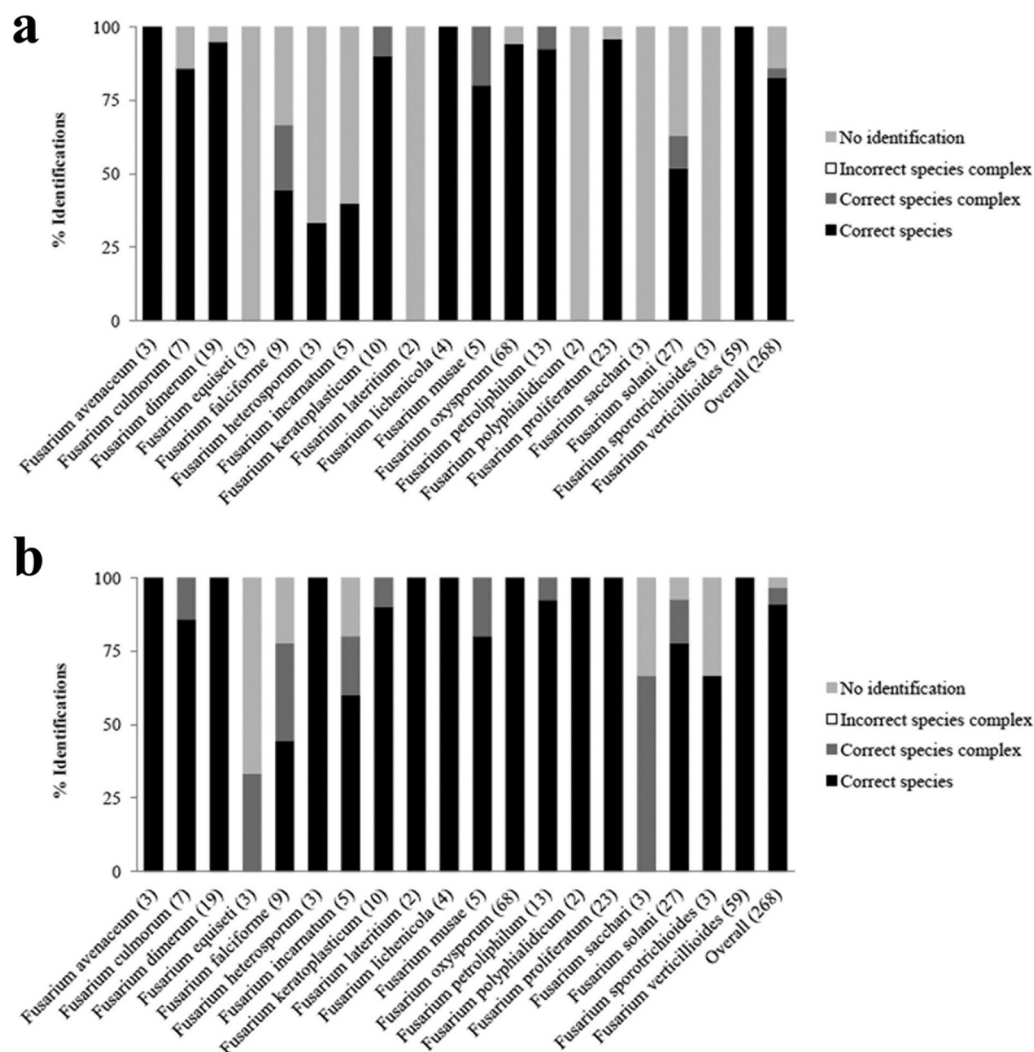 a
100
75
50
25
0
% Identifications
No identification
Incorrect species complex
Correct species complex
Correct species
Fusarium avenaceum (3)
Fusarium culmorum (7)
Fusarium dimerum (19)
Fusarium equiseti (3)
Fusarium falciforme (9)
Fusarium heterosporum (3)
Fusarium incarnatum (5)
Fusarium keratoplasticum (10)
Fusarium lateritium (2)
Fusarium lichenicola (4)
Fusarium musae (5)
Fusarium oxysporum (68)
Fusarium petroliphilum (13)
Fusarium polyphialidicum (2)
Fusarium proliferatum (23)
Fusarium sacchari (3)
Fusarium solani (27)
Fusarium sporotrichioides (3)
Fusarium verticillioides (59)
Overall (268)
b
100
75
50
25
0
% Identifications
No identification
Incorrect species complex
Correct species complex
Correct species
Fusarium avenaceum (3)
Fusarium culmorum (7)
Fusarium dimerum (19)
Fusarium equiseti (3)
Fusarium falciforme (9)
Fusarium heterosporum (3)
Fusarium incarnatum (5)
Fusarium keratoplasticum (10)
Fusarium lateritium (2)
Fusarium lichenicola (4)
Fusarium musae (5)
Fusarium oxysporum (68)
Fusarium petroliphilum (13)
Fusarium polyphialidicum (2)
Fusarium proliferatum (23)
Fusarium sacchari (3)
Fusarium solani (27)
Fusarium sporotrichioides (3)
Fusarium verticillioides (59)
Overall (268)